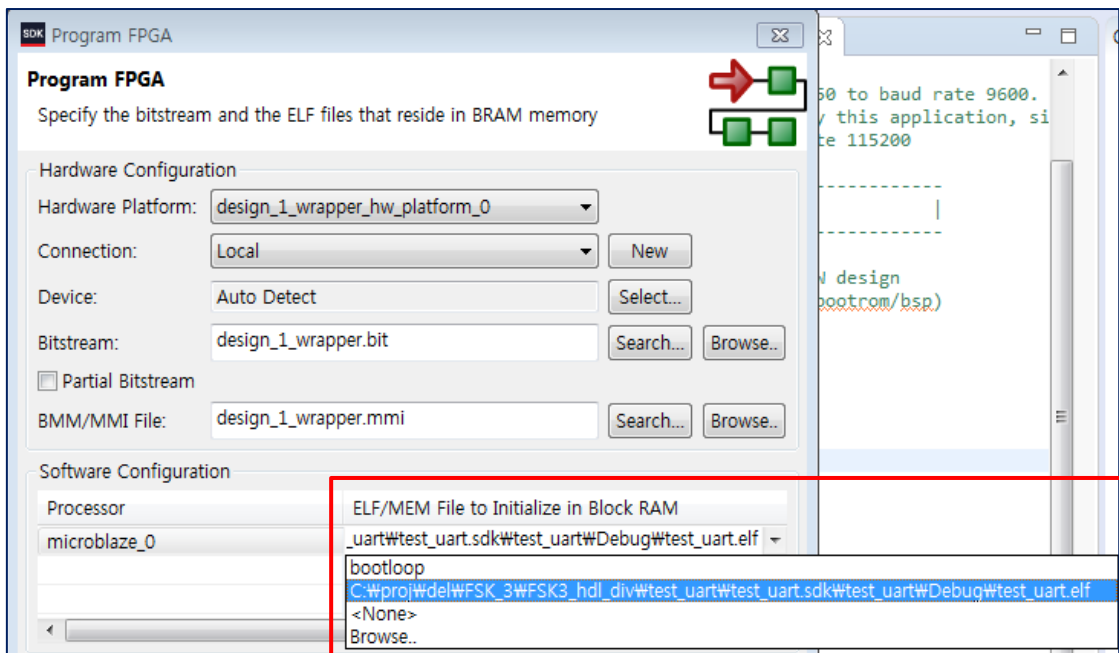 SDK Program FPGA
Program FPGA
Specify the bitstream and the ELF files that reside in BRAM memory
Hardware Configuration
Hardware Platform: design_1_wrapper_hw_platform_0
Connection: Local New
Device: Auto Detect Select...
Bitstream: design_1_wrapper.bit Search... Browse..
Partial Bitstream
BMM/MMI File: design_1_wrapper.mmi Search... Browse..
Software Configuration
Processor ELF/MEM File to Initialize in Block RAM
microblaze_0 _uart₩test_uart.sdk₩test_uart₩Debug₩test_uart.elf
bootloop
C:₩proj₩del₩FSK_3₩FSK3_hdl_div₩test_uart₩test_uart.sdk₩test_uart₩Debug₩test_uart.elf
<None>
Browse..
50 to baud rate 9600.
y this application, si
te 115200
------------
|
------------
W design
bootrom/bsp)